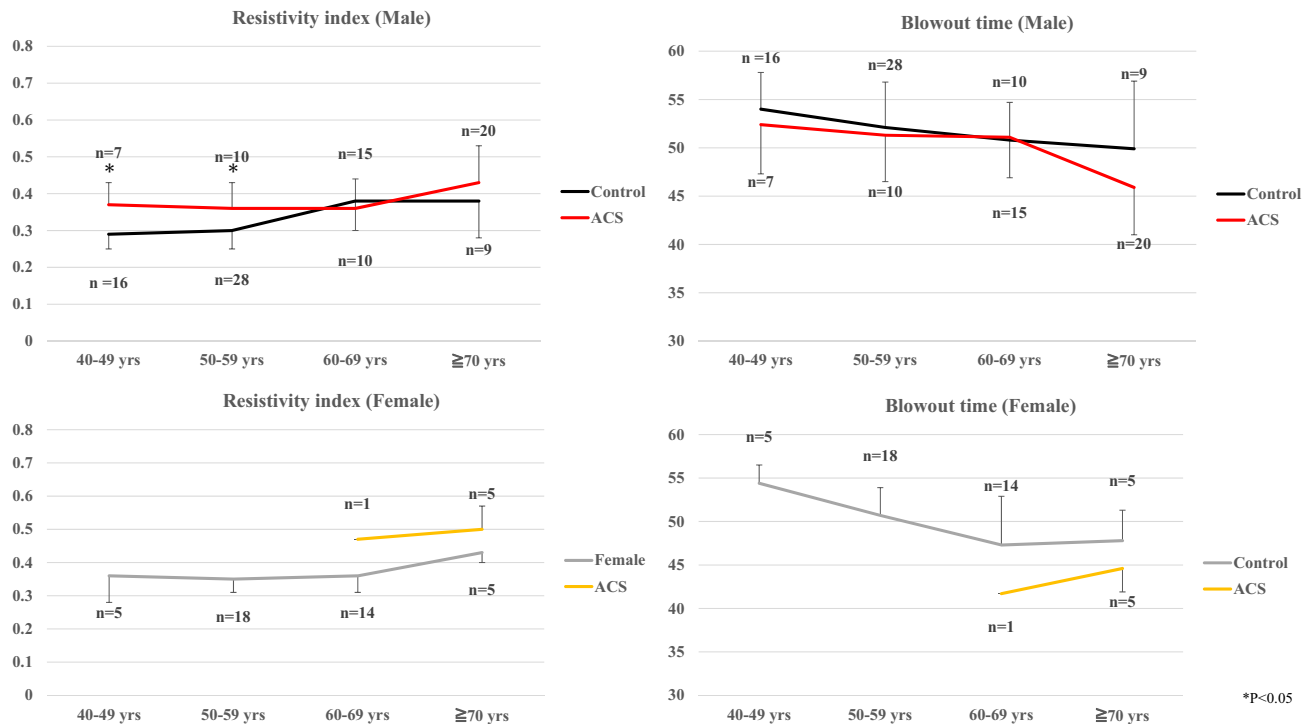 Resistivity index (Male)
0.8
0.7
0.6
0.5
0.4
0.3
0.2
0.1
0
n=7
*
n=10
*
n=15
n=20
n =16
n=28
n=10
n=9
40-49 yrs
50-59 yrs
60-69 yrs
≧70 yrs
Control
ACS
Blowout time (Male)
60
55
50
45
40
35
30
n =16
n=28
n=10
n=9
n=7
n=10
n=15
n=20
40-49 yrs
50-59 yrs
60-69 yrs
≧70 yrs
Control
ACS
Resistivity index (Female)
0.8
0.7
0.6
0.5
0.4
0.3
0.2
0.1
0
n=1
n=5
n=5
n=18
n=14
n=5
40-49 yrs
50-59 yrs
60-69 yrs
≧70 yrs
Female
ACS
Blowout time (Female)
60
55
50
45
40
35
30
n=5
n=18
n=14
n=5
n=1
n=5
40-49 yrs
50-59 yrs
60-69 yrs
≧70 yrs
Control
ACS
*P<0.05